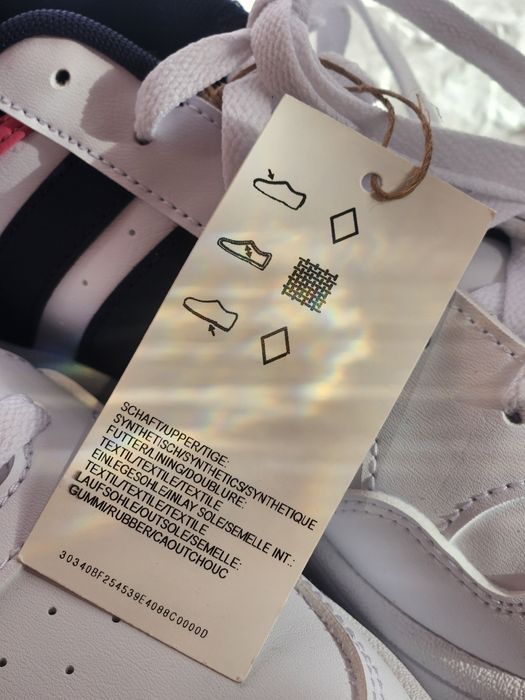 SCHAFT/UPPER/TIGE:
SYNTHETISCH/SYNTHETICS/SYNTHETIQUE
FUTTER/LINING/DOUBLURE:
TEXTIL/TEXTILE/TEXTILE
EINLEGESOHLE/INLAY SOLE/SEMELLE INT.:
TEXTIL/TEXTILE/TEXTILE
LAUFSOHLE/OUTSOLE/SEMELLE:
GUMMI/RUBBER/CAOUTCHOUC
30340BF254539E4088C0000D